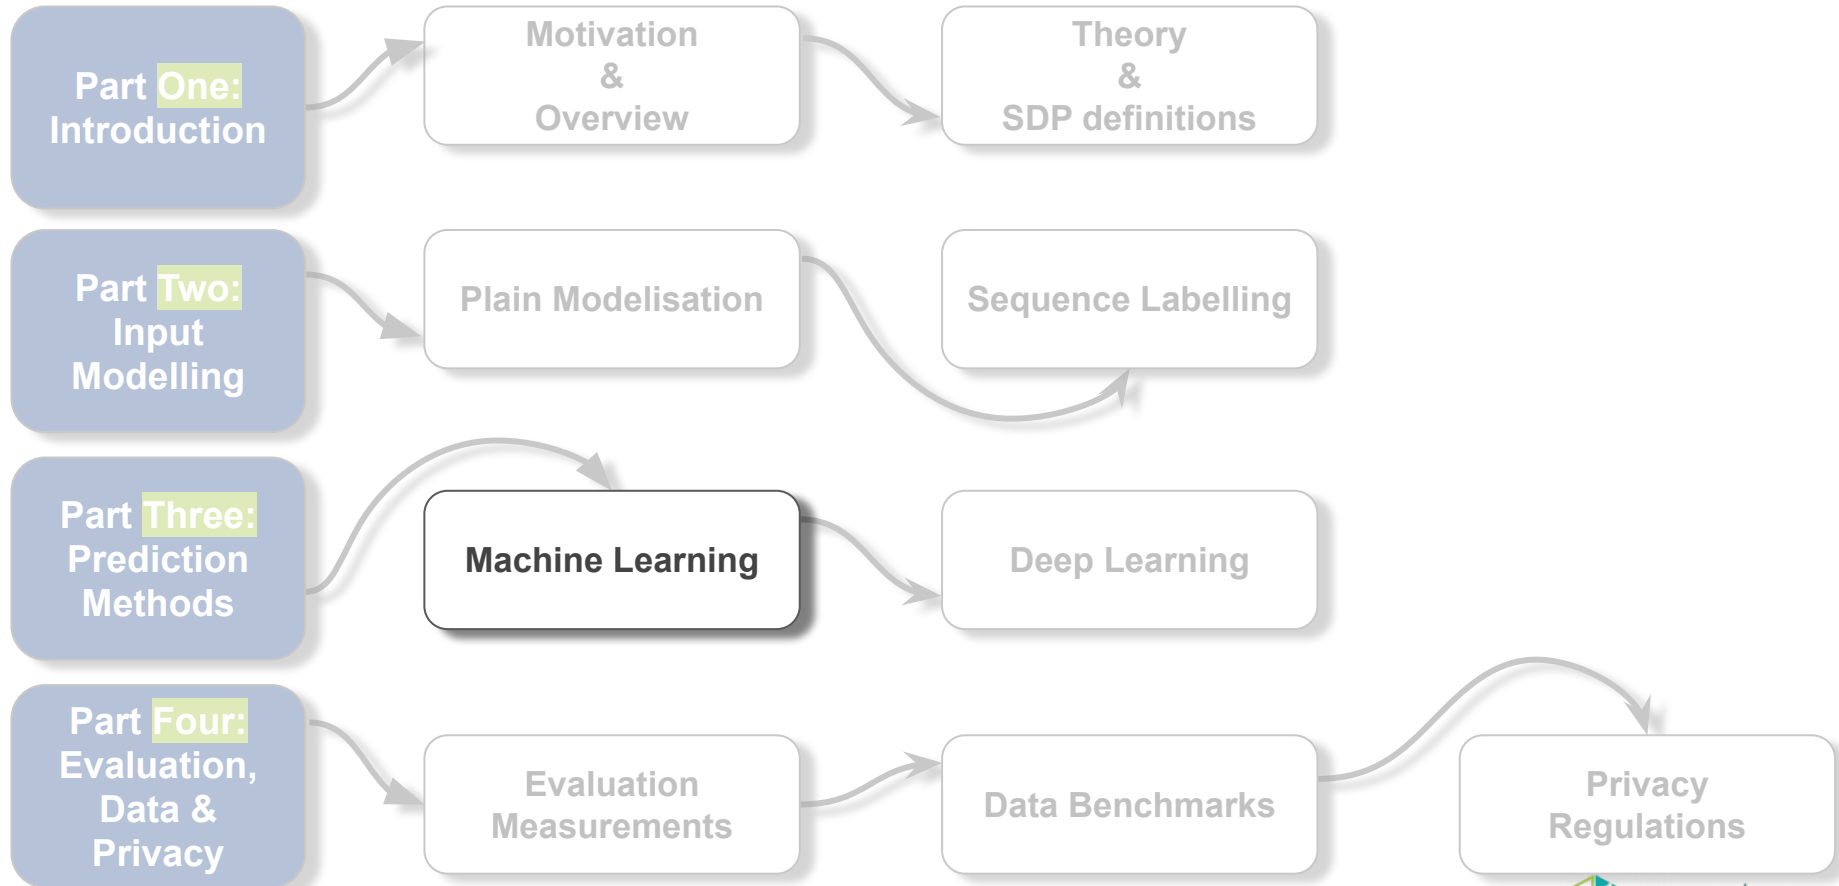 Part One:
Introduction
Motivation
&
Overview
Theory
&
SDP definitions
Part Two:
Input
Modelling
Plain Modelisation
Sequence Labelling
Part Three:
Prediction
Methods
Machine Learning
Deep Learning
Part Four:
Evaluation,
Data &
Privacy
Evaluation
Measurements
Data Benchmarks
Privacy
Regulations